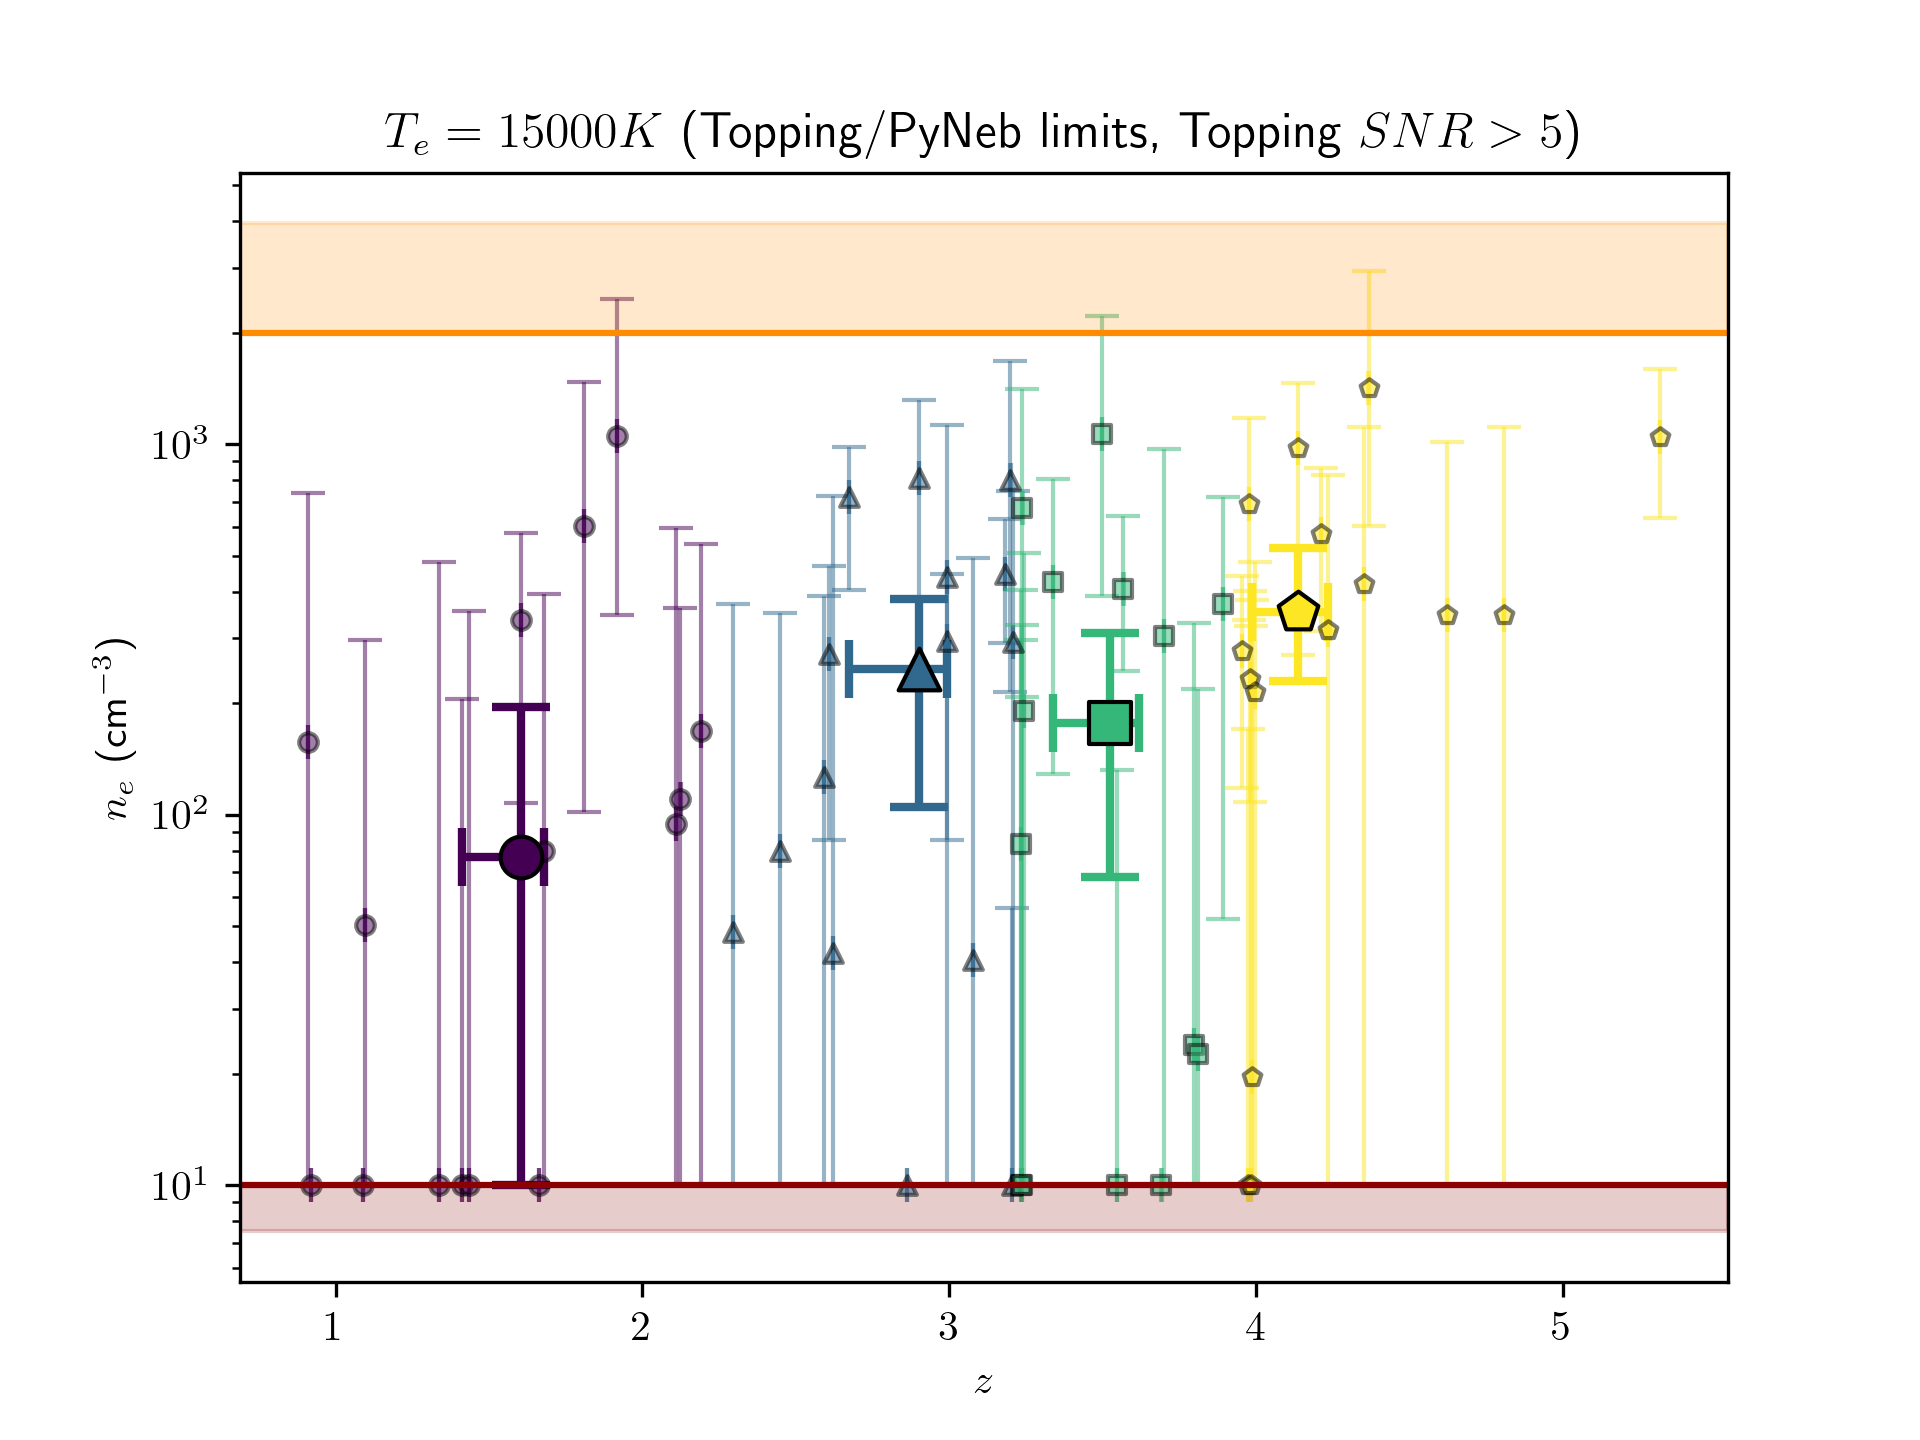 $T_e = 15000K$ (Topping/PyNeb limits, Topping $SNR > 5$)
$n_e$ (cm$^{-3}$)
$10^3$
$10^2$
$10^1$
1 2 3 4 5
$z$